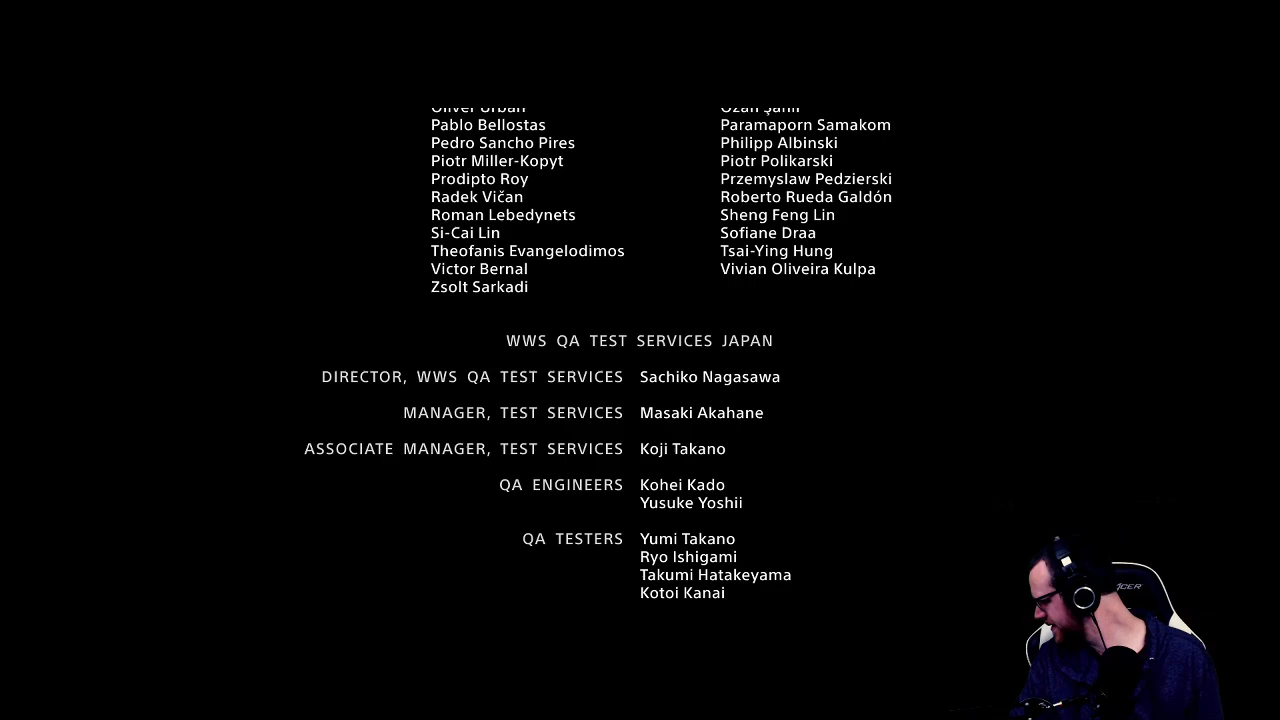 Pablo Bellostas
Pedro Sancho Pires
Piotr Miller-Kopyt
Prodipto Roy
Radek Vičan
Roman Lebedynets
Si-Cai Lin
Theofanis Evangelodimos
Victor Bernal
Zsolt Sarkadi
Paramaporn Samakom
Philipp Albinski
Piotr Polikarski
Przemyslaw Pedzierski
Roberto Rueda Galdón
Sheng Feng Lin
Sofiane Draa
Tsai-Ying Hung
Vivian Oliveira Kulpa
WWS QA TEST SERVICES JAPAN
DIRECTOR, WWS QA TEST SERVICES Sachiko Nagasawa
MANAGER, TEST SERVICES Masaki Akahane
ASSOCIATE MANAGER, TEST SERVICES Koji Takano
QA ENGINEERS Kohei Kado
Yusuke Yoshii
QA TESTERS Yumi Takano
Ryo Ishigami
Takumi Hatakeyama
Kotoi Kanai